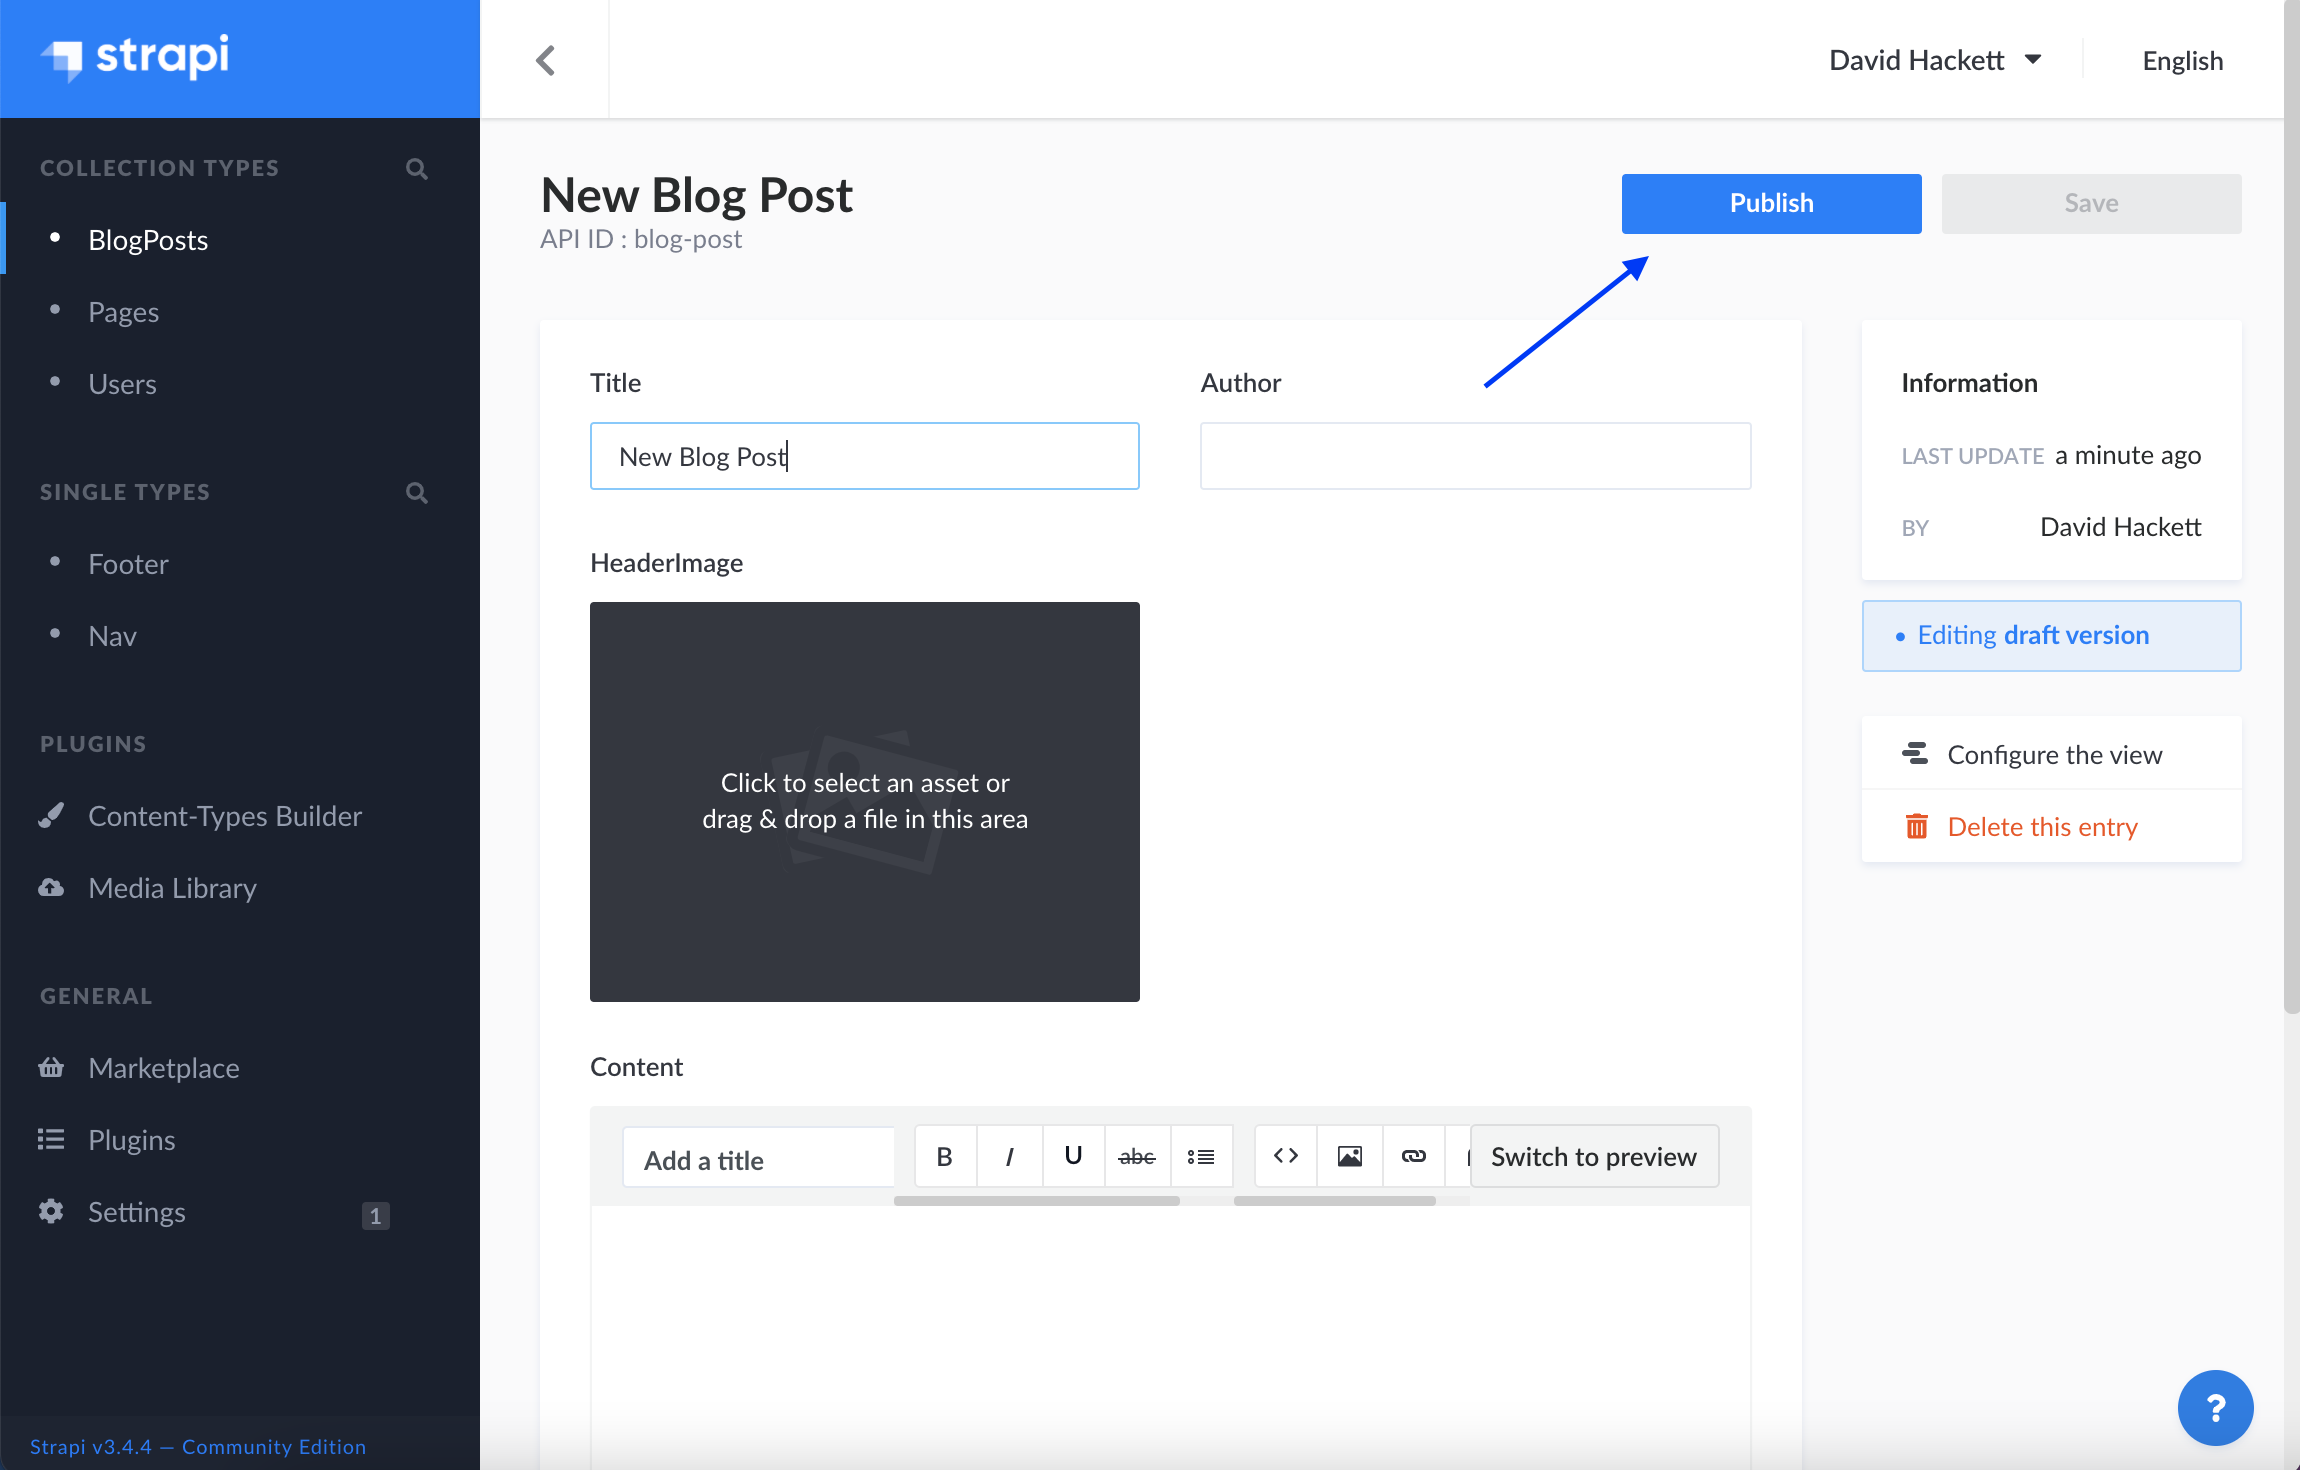 strapi
David Hackett
English
COLLECTION TYPES
BlogPosts
Pages
Users
SINGLE TYPES
Footer
Nav
PLUGINS
Content-Types Builder
Media Library
GENERAL
Marketplace
Plugins
Settings
1
Strapi v3.4.4 — Community Edition
New Blog Post
API ID : blog-post
Publish
Save
Title
New Blog Post
Author
HeaderImage
Click to select an asset or
drag & drop a file in this area
Content
Add a title
B I U abc
Switch to preview
Information
LAST UPDATE a minute ago
BY David Hackett
Editing draft version
Configure the view
Delete this entry
?